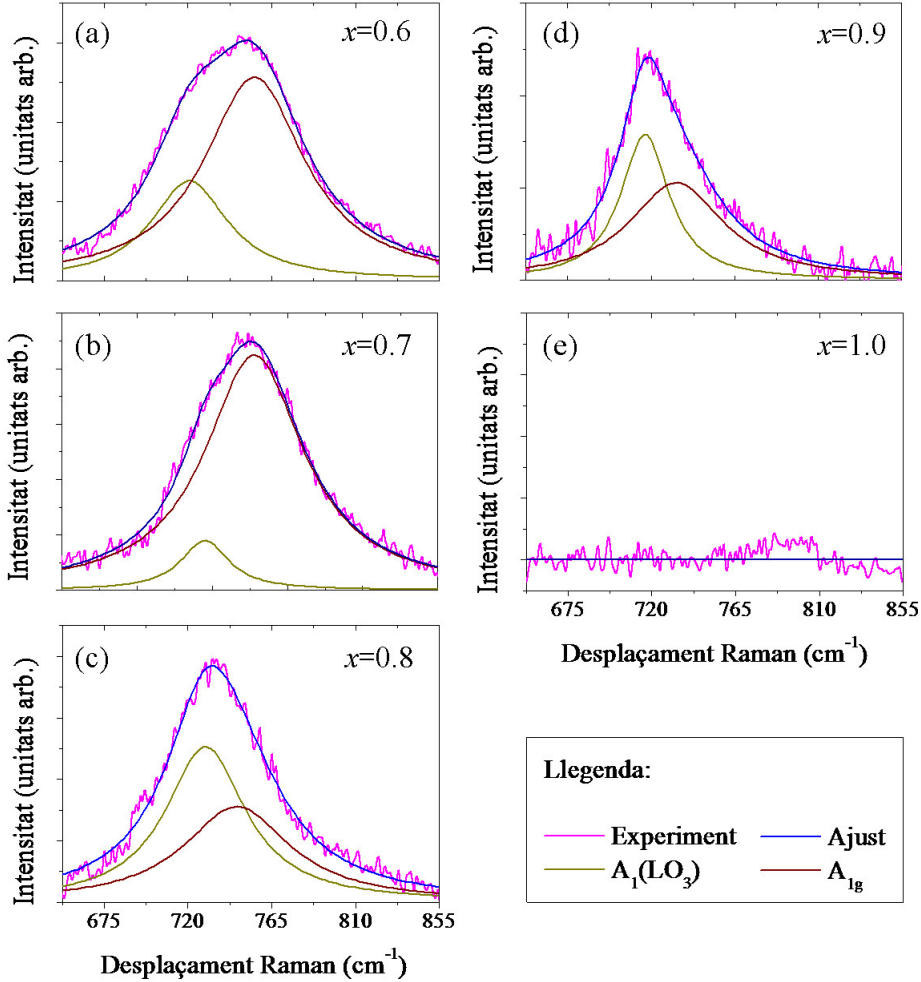 (a) x=0.6
Intensitat (unitats arb.)
(b) x=0.7
Intensitat (unitats arb.)
(c) x=0.8
Intensitat (unitats arb.)
675 720 765 810 855
Desplaçament Raman (cm⁻¹)
(d) x=0.9
Intensitat (unitats arb.)
(e) x=1.0
Intensitat (unitats arb.)
675 720 765 810 855
Desplaçament Raman (cm⁻¹)
Llegenda:
Experiment Ajust
A₁(LO₃) A₁g